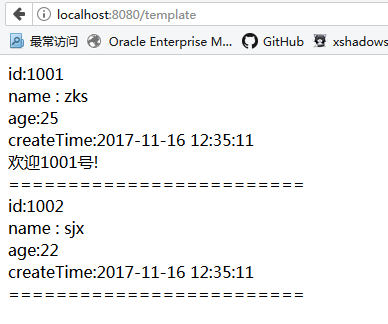 localhost:8080/template
最常访问 Oracle Enterprise M... GitHub xshadows
id:1001
name : zks
age:25
createTime:2017-11-16 12:35:11
欢迎1001号!
=========================
id:1002
name : sjx
age:22
createTime:2017-11-16 12:35:11
=========================